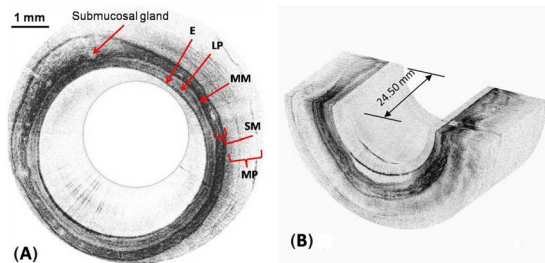 1 mm
Submucosal gland
E
LP
MM
SM
MP
(A)
24.50 mm
(B)